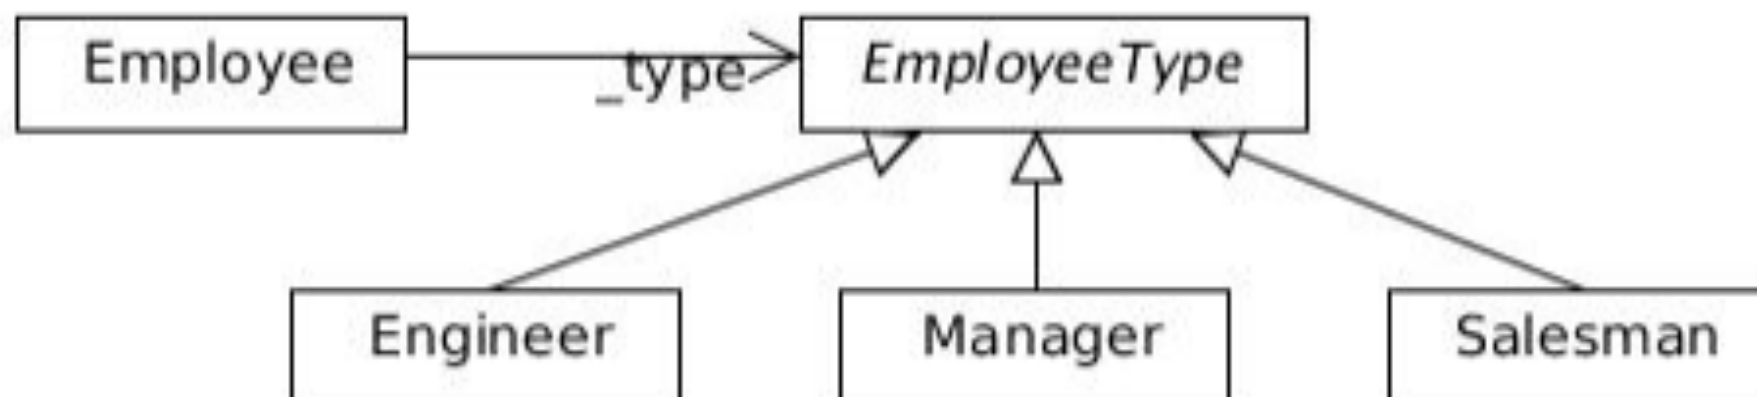 Employee
_type
EmployeeType
Engineer
Manager
Salesman